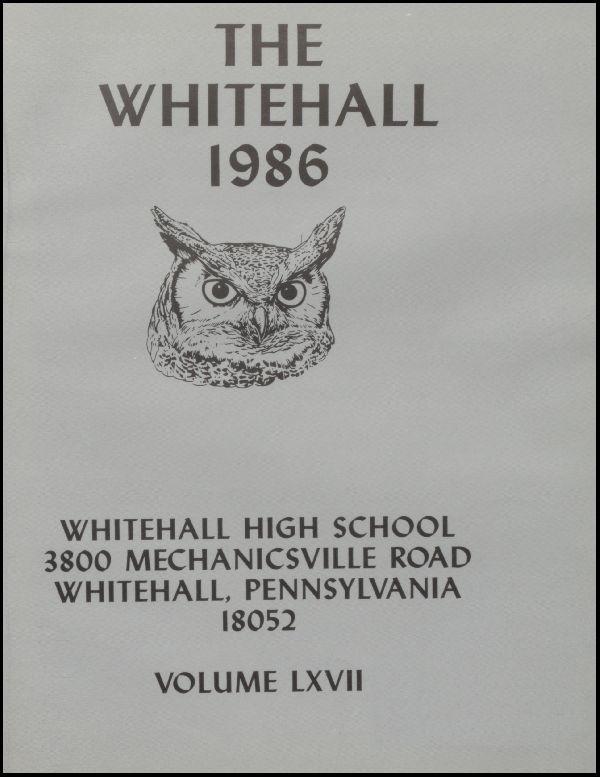 THE
WHITEHALL
1986
WHITEHALL HIGH SCHOOL
3800 MECHANICSVILLE ROAD
WHITEHALL, PENNSYLVANIA
18052
VOLUME LXVII